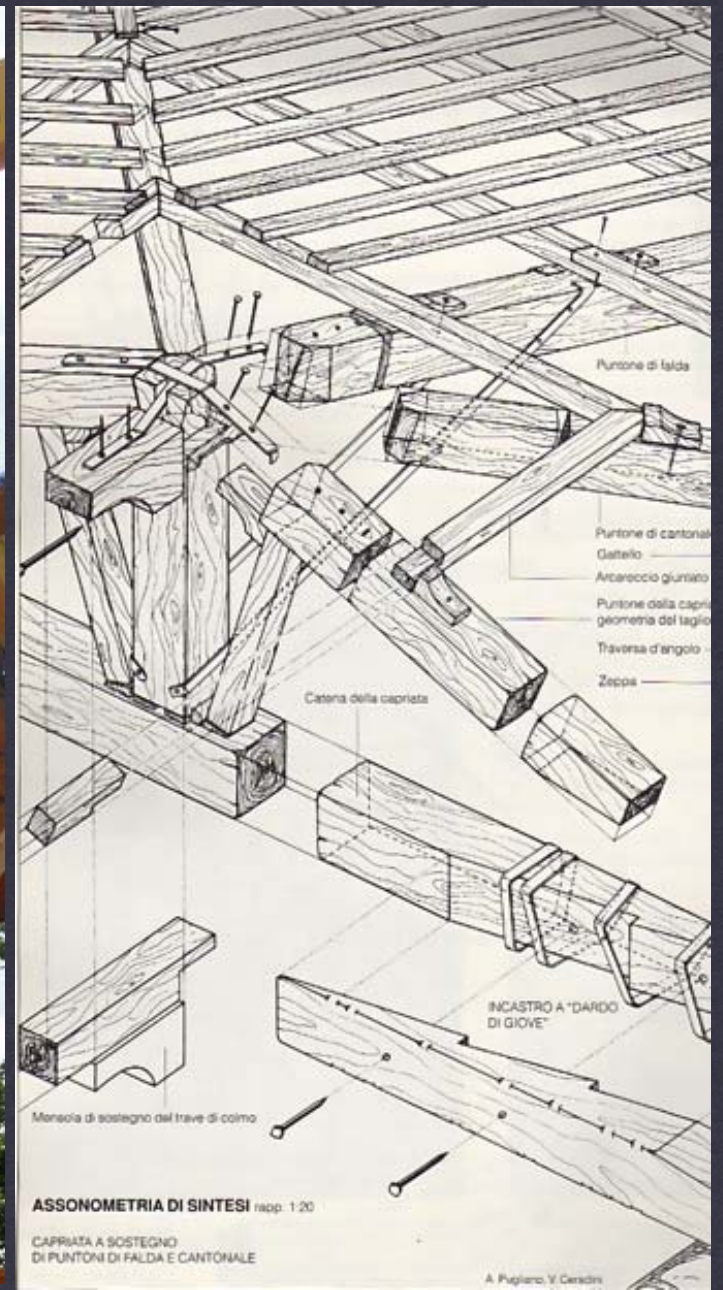 Puntone di falda
Puntone di cantonale
Gattello
Arcareccio giuntato
Puntone della capria
geometria del taglio
Traversa d'angolo
Zeppa
Catena della capriata
INCASTRO A "DARDO
DI GIOVE"
Mensola di sostegno del trave di colmo
ASSONOMETRIA DI SINTESI rapp. 1:20
CAPRIATA A SOSTEGNO
DI PUNTONI DI FALDA E CANTONALE
A. Pugliano, V. Ceradini